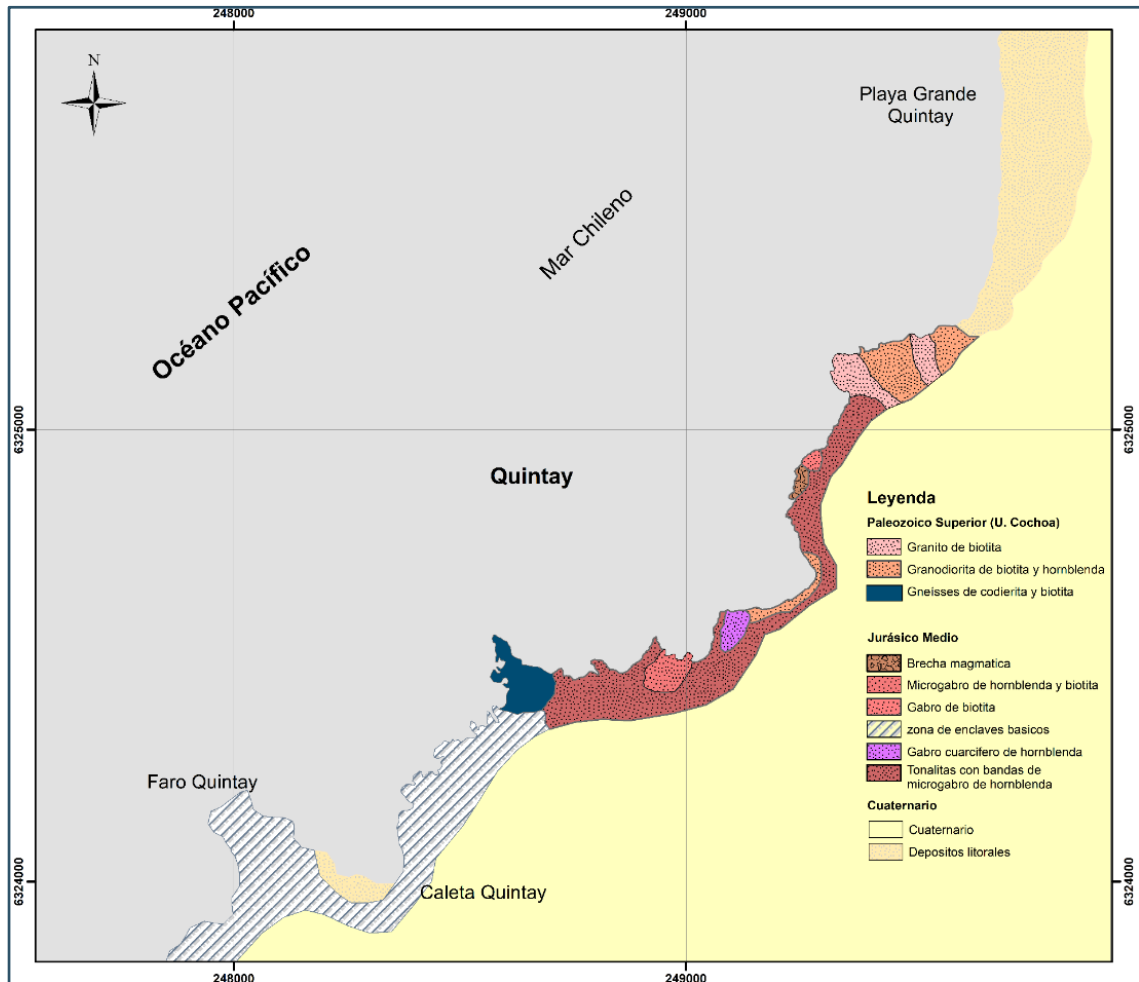 248000
249000
N
Playa Grande
Quintay
Mar Chileno
Océano Pacífico
6325000
6325000
Quintay
Leyenda
Paleozoico Superior (U. Cochoa)
Granito de biotita
Granodiorita de biotita y hornblenda
Gneisses de codierita y biotita
Jurásico Medio
Brecha magmatica
Microgabro de hornblenda y biotita
Gabro de biotita
zona de enclaves basicos
Gabro cuarcifero de hornblenda
Tonalitas con bandas de
microgabro de hornblenda
Cuaternario
Cuaternario
Depositos litorales
Faro Quintay
Caleta Quintay
6324000
6324000
248000
249000